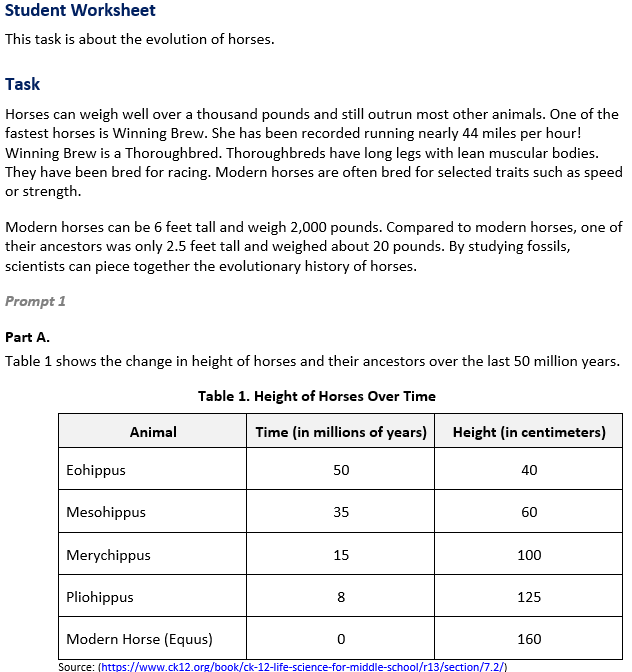 Student Worksheet
This task is about the evolution of horses.
Task
Horses can weigh well over a thousand pounds and still outrun most other animals. One of the
fastest horses is Winning Brew. She has been recorded running nearly 44 miles per hour!
Winning Brew is a Thoroughbred. Thoroughbreds have long legs with lean muscular bodies.
They have been bred for racing. Modern horses are often bred for selected traits such as speed
or strength.
Modern horses can be 6 feet tall and weigh 2,000 pounds. Compared to modern horses, one of
their ancestors was only 2.5 feet tall and weighed about 20 pounds. By studying fossils,
scientists can piece together the evolutionary history of horses.
Prompt 1
Part A.
Table 1 shows the change in height of horses and their ancestors over the last 50 million years.
Table 1. Height of Horses Over Time
Animal Time (in millions of years) Height (in centimeters)
Eohippus 50 40
Mesohippus 35 60
Merychippus 15 100
Pliohippus 8 125
Modern Horse (Equus) 0 160
Source: (https://www.ck12.org/book/ck-12-life-science-for-middle-school/r13/section/7.2/)